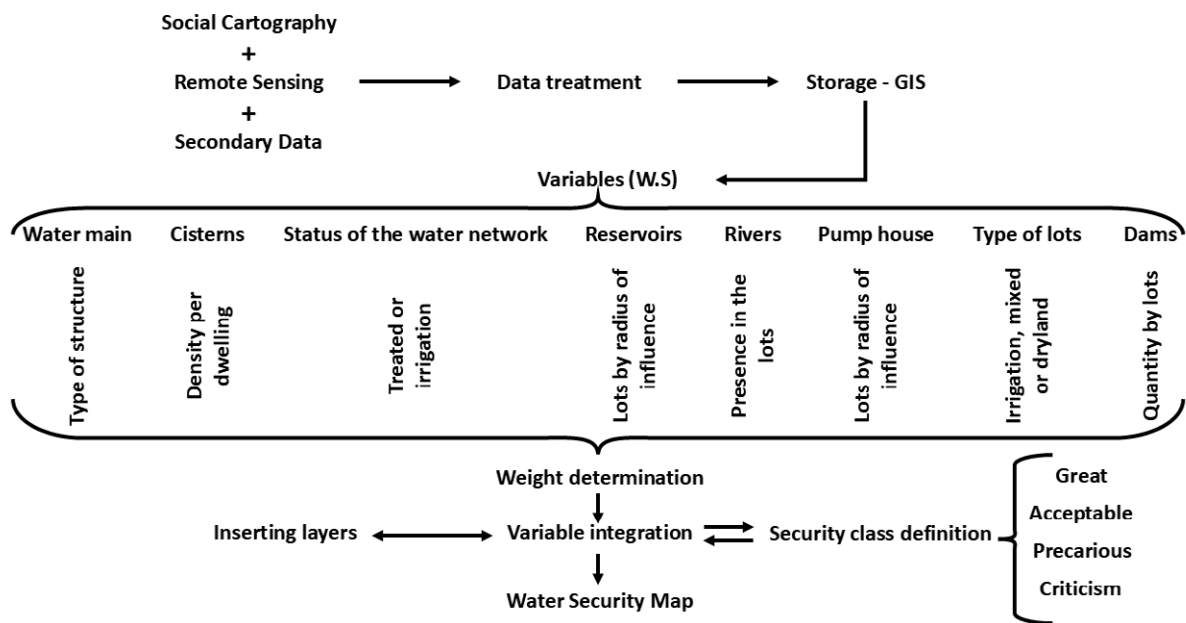 Social Cartography
+
Remote Sensing
+
Secondary Data
Data treatment
Storage - GIS
Variables (W.S)
Water main
Cisterns
Status of the water network
Reservoirs
Rivers
Pump house
Type of lots
Dams
Type of structure
Density per
dwelling
Treated or
irrigation
Lots by radius of
influence
Presence in the
lots
Lots by radius of
influence
Irrigation, mixed
or dryland
Quantity by lots
Weight determination
Inserting layers
Variable integration
Security class definition
Great
Acceptable
Precarious
Criticism
Water Security Map